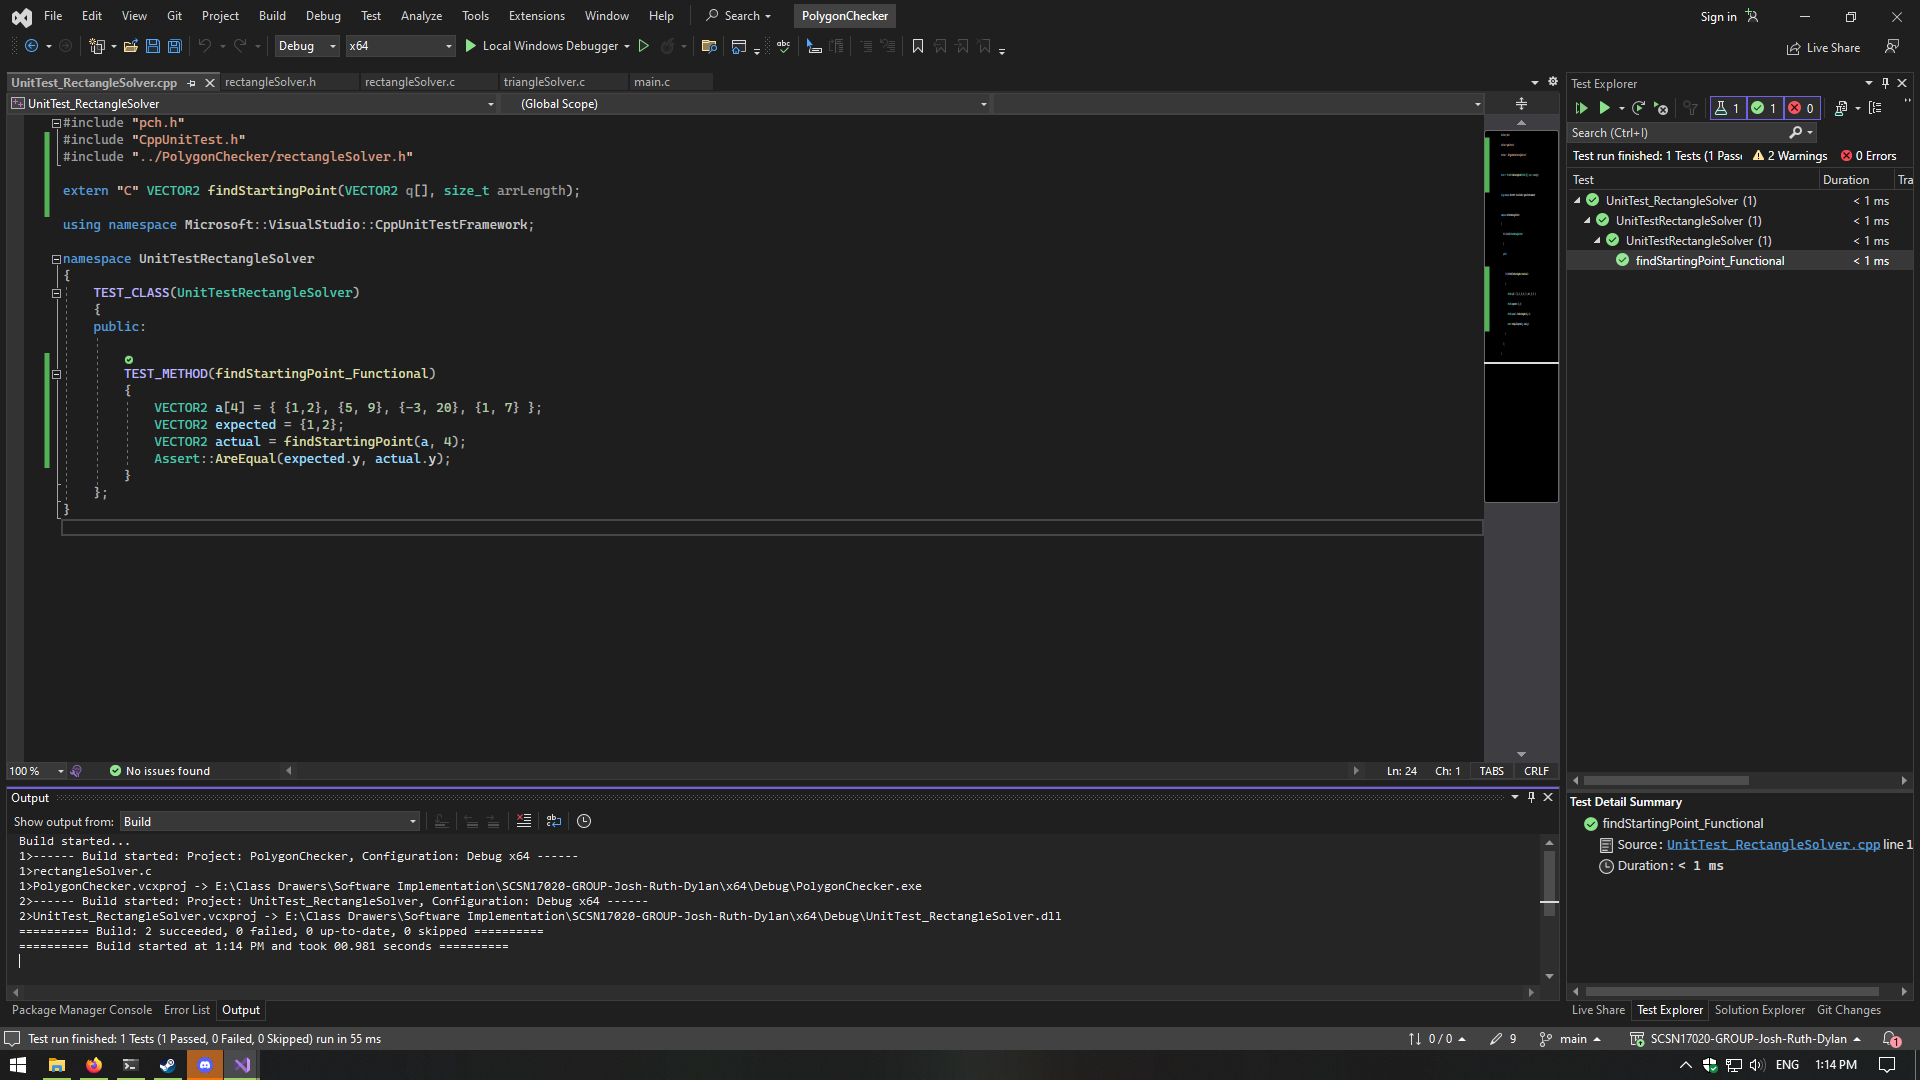 File Edit View Git Project Build Debug Test Analyze Tools Extensions Window Help Search PolygonChecker Sign in
Debug x64 Local Windows Debugger Live Share
UnitTest_RectangleSolver.cpp rectangleSolver.h rectangleSolver.c triangleSolver.c main.c
UnitTest_RectangleSolver (Global Scope)
#include "pch.h"
#include "CppUnitTest.h"
#include "../PolygonChecker/rectangleSolver.h"
extern "C" VECTOR2 findStartingPoint(VECTOR2 q[], size_t arrLength);
using namespace Microsoft::VisualStudio::CppUnitTestFramework;
namespace UnitTestRectangleSolver
{
TEST_CLASS(UnitTestRectangleSolver)
{
public:
TEST_METHOD(findStartingPoint_Functional)
{
VECTOR2 a[4] = { {1,2}, {5, 9}, {-3, 20}, {1, 7} };
VECTOR2 expected = {1,2};
VECTOR2 actual = findStartingPoint(a, 4);
Assert::AreEqual(expected.y, actual.y);
}
};
}
100 % No issues found Ln: 24 Ch: 1 TABS CRLF
Output
Show output from: Build
Build started...
1>------ Build started: Project: PolygonChecker, Configuration: Debug x64 ------
1>rectangleSolver.c
1>PolygonChecker.vcxproj -> E:\Class Drawers\Software Implementation\SCSN17020-GROUP-Josh-Ruth-Dylan\x64\Debug\PolygonChecker.exe
2>------ Build started: Project: UnitTest_RectangleSolver, Configuration: Debug x64 ------
2>UnitTest_RectangleSolver.vcxproj -> E:\Class Drawers\Software Implementation\SCSN17020-GROUP-Josh-Ruth-Dylan\x64\Debug\UnitTest_RectangleSolver.dll
========== Build: 2 succeeded, 0 failed, 0 up-to-date, 0 skipped ==========
========== Build started at 1:14 PM and took 00.981 seconds ==========
Package Manager Console Error List Output
Test Explorer
1 1 0
Search (Ctrl+I)
Test run finished: 1 Tests (1 Passe 2 Warnings 0 Errors
Test Duration Tra
UnitTest_RectangleSolver (1) < 1 ms
UnitTestRectangleSolver (1) < 1 ms
UnitTestRectangleSolver (1) < 1 ms
findStartingPoint_Functional < 1 ms
Test Detail Summary
findStartingPoint_Functional
Source: UnitTest_RectangleSolver.cpp line 1
Duration: < 1 ms
Live Share Test Explorer Solution Explorer Git Changes
Test run finished: 1 Tests (1 Passed, 0 Failed, 0 Skipped) run in 55 ms 0 / 0 9 main SCSN17020-GROUP-Josh-Ruth-Dylan 1
ENG 1:14 PM